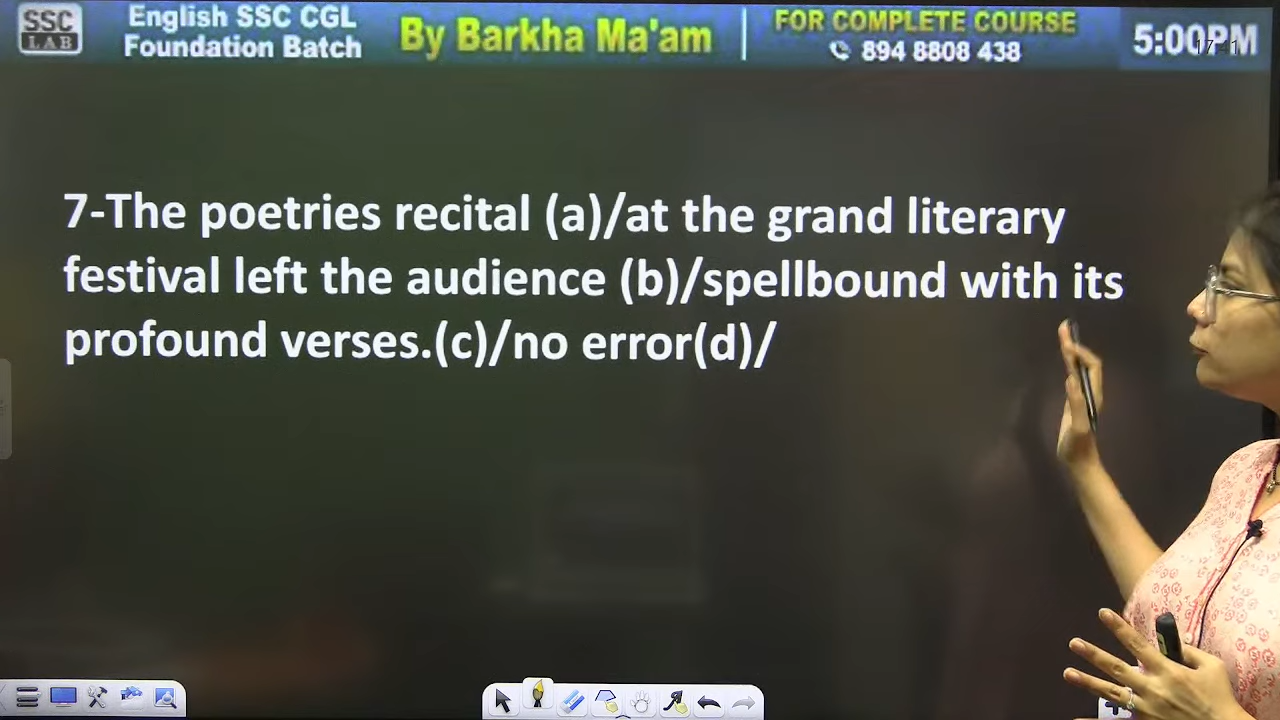 SSC
LAB
English SSC CGL
Foundation Batch
By Barkha Ma'am
FOR COMPLETE COURSE
894 8808 438
5:00PM
7-The poetries recital (a)/at the grand literary
festival left the audience (b)/spellbound with its
profound verses.(c)/no error(d)/